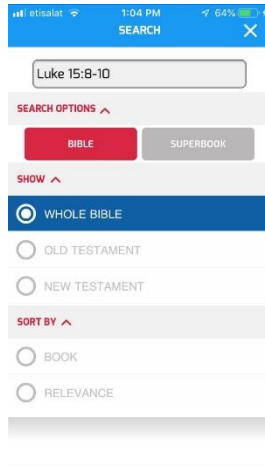 etisalat 1:04 PM 64%
SEARCH
Luke 15:8-10
SEARCH OPTIONS
BIBLE SUPERBOOK
SHOW
WHOLE BIBLE
OLD TESTAMENT
NEW TESTAMENT
SORT BY
BOOK
RELEVANCE